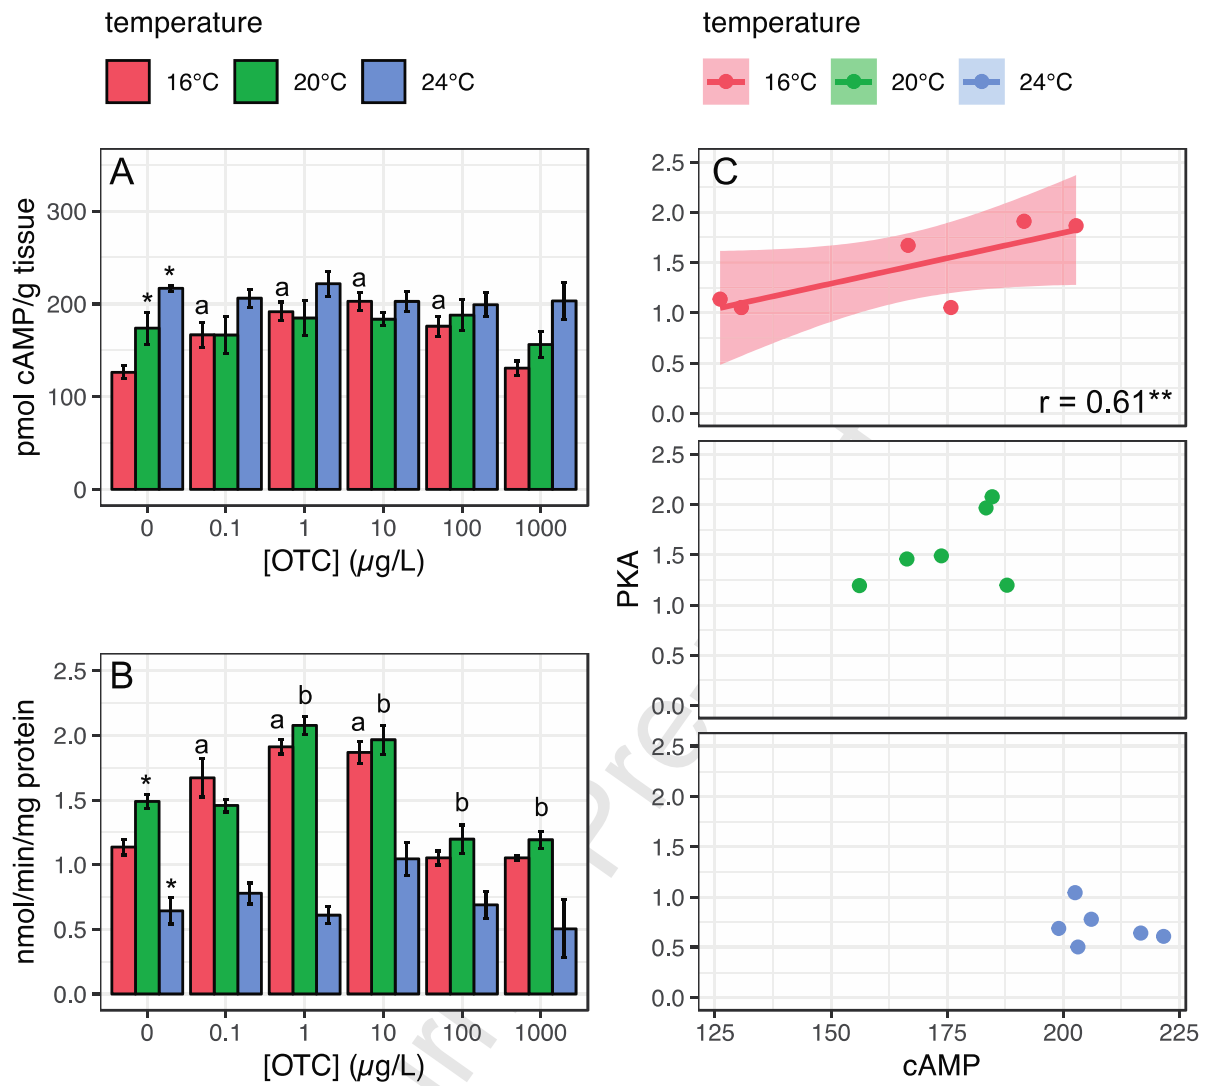 temperature
16°C 20°C 24°C
temperature
16°C 20°C 24°C
A
pmol cAMP/g tissue
300
200
100
0
* * a a a a
0 0.1 1 10 100 1000
[OTC] (µg/L)
B
nmol/min/mg protein
2.5
2.0
1.5
1.0
0.5
0.0
* * a a b a b b b
0 0.1 1 10 100 1000
[OTC] (µg/L)
C
2.5
2.0
1.5
1.0
0.5
0.0
r = 0.61**
PKA
2.5
2.0
1.5
1.0
0.5
0.0
2.5
2.0
1.5
1.0
0.5
0.0
125 150 175 200 225
cAMP